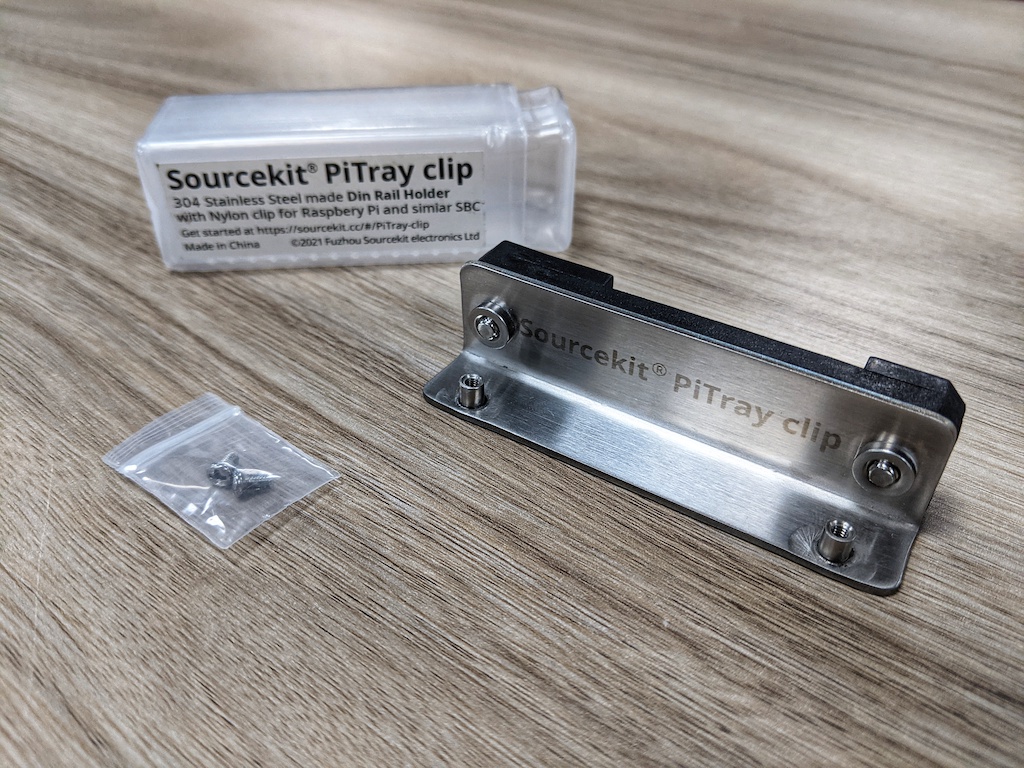 Sourcekit® PiTray clip
304 Stainless Steel made Din Rail Holder
with Nylon clip for Raspbery Pi and simlar SBC
Get started at https://sourcekit.cc/#/PiTray-clip
Made in China ©2021 Fuzhou Sourcekit electronics Ltd
Sourcekit® PiTray clip